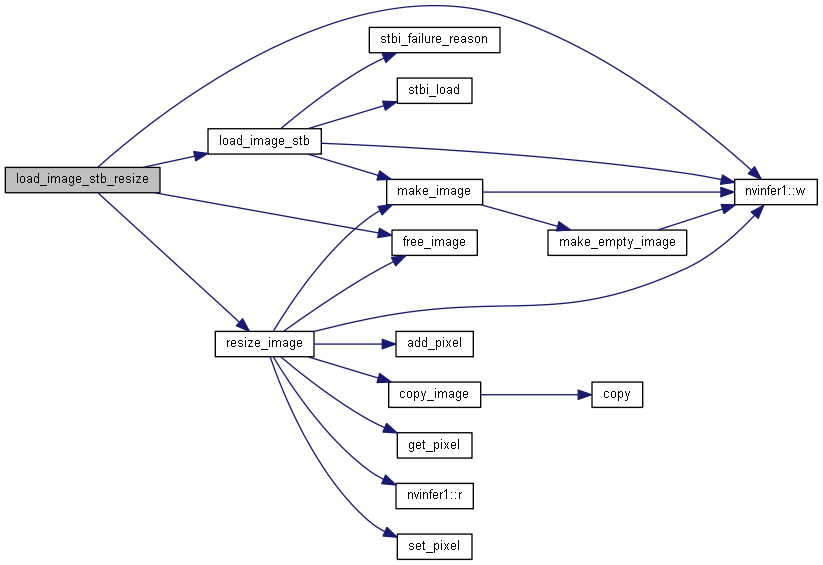 stbi_failure_reason
stbi_load
load_image_stb
load_image_stb_resize
make_image
nvinfer1::w
free_image
make_empty_image
resize_image
add_pixel
copy_image
copy
get_pixel
nvinfer1::r
set_pixel